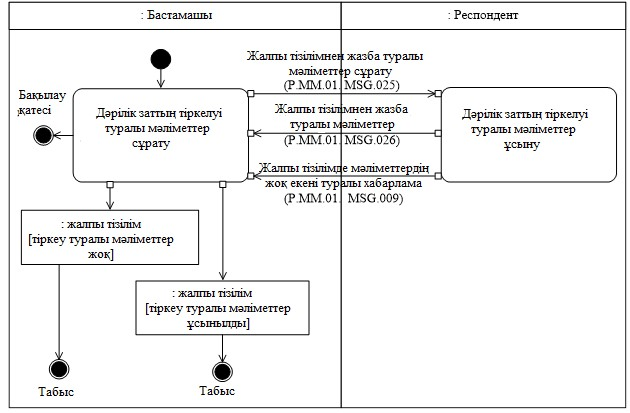 : Бастамашы
: Респондент
Жалпы тізілімнен жазба туралы
мәліметтер сұрату
(P.MM.01. MSG.025)
Бақылау
қатесі
Дәрілік заттың тіркелуі
туралы мәліметтер
сұрату
Жалпы тізілімнен жазба
туралы мәліметтер
(P.MM.01. MSG.026)
Дәрілік заттың тіркелуі
туралы мәліметтер
ұсыну
Жалпы тізілімде мәліметтердің
жоқ екені туралы хабарлама
(P.MM.01. MSG.009)
: жалпы тізілім
[тіркеу туралы мәліметтер
жоқ]
: жалпы тізілім
[тіркеу туралы мәліметтер
ұсынылды]
Табыс
Табыс